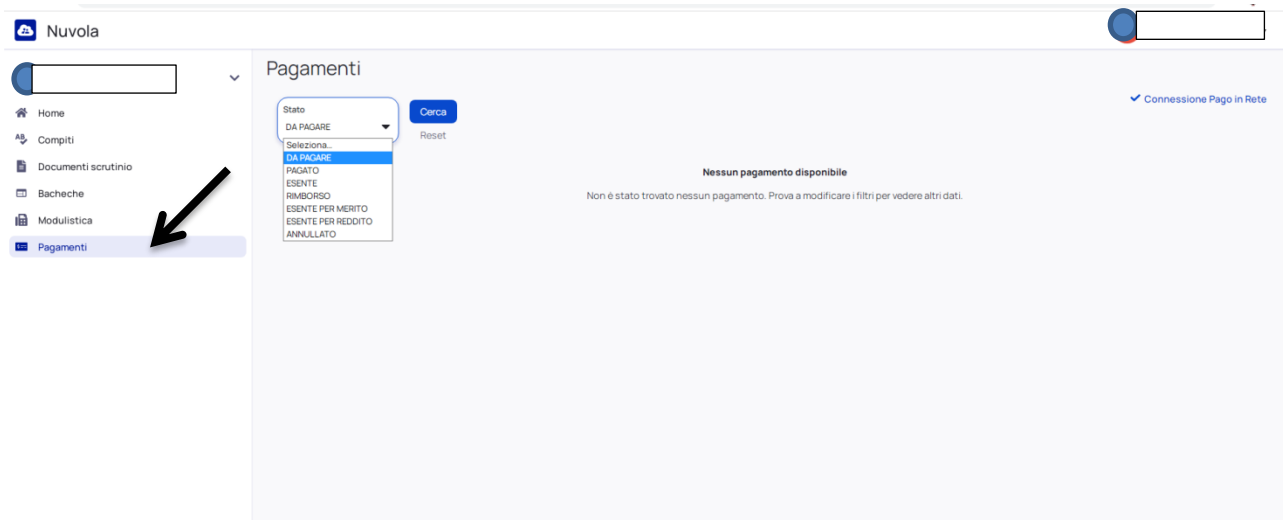 Nuvola
Home
Compiti
Documenti scrutinio
Bacheche
Modulistica
Pagamenti
Pagamenti
Stato
DA PAGARE
Cerca
Reset
Seleziona...
DA PAGARE
PAGATO
ESENTE
RIMBORSO
ESENTE PER MERITO
ESENTE PER REDDITO
ANNULLATO
Connessione Pago in Rete
Nessun pagamento disponibile
Non è stato trovato nessun pagamento. Prova a modificare i filtri per vedere altri dati.